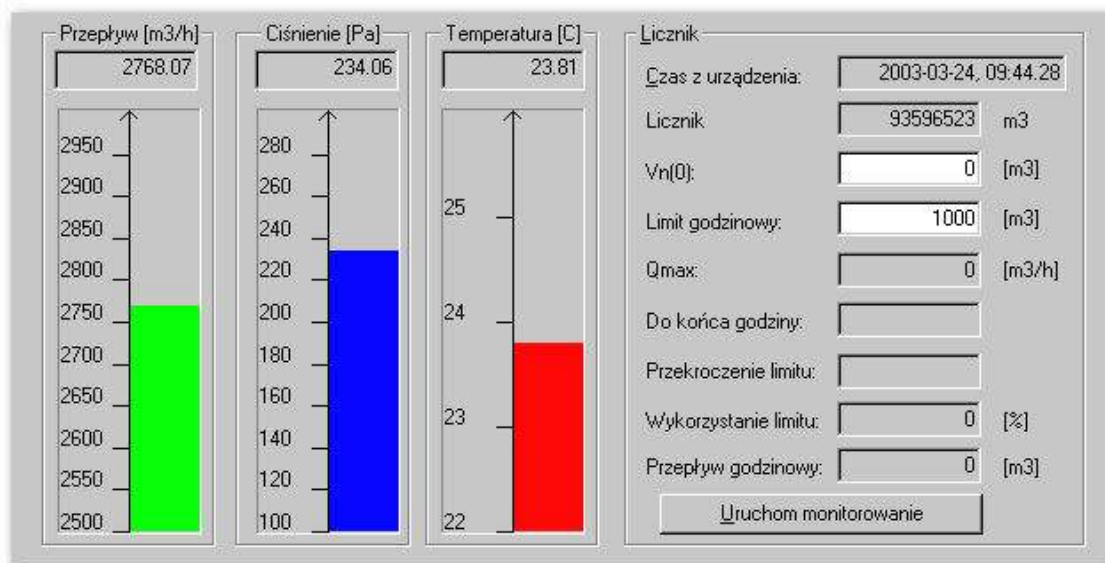 Przepływ [m3/h]
2768.07
2950
2900
2850
2800
2750
2700
2650
2600
2550
2500
Ciśnienie [Pa]
234.06
280
260
240
220
200
180
160
140
120
100
Temperatura [C]
23.81
25
24
23
22
Licznik
Czas z urządzenia: 2003-03-24, 09:44.28
Licznik 93596523 m3
Vn(0): 0 [m3]
Limit godzinowy: 1000 [m3]
Qmax: 0 [m3/h]
Do końca godziny:
Przekroczenie limitu:
Wykorzystanie limitu: 0 [%]
Przepływ godzinowy: 0 [m3]
Uruchom monitorowanie